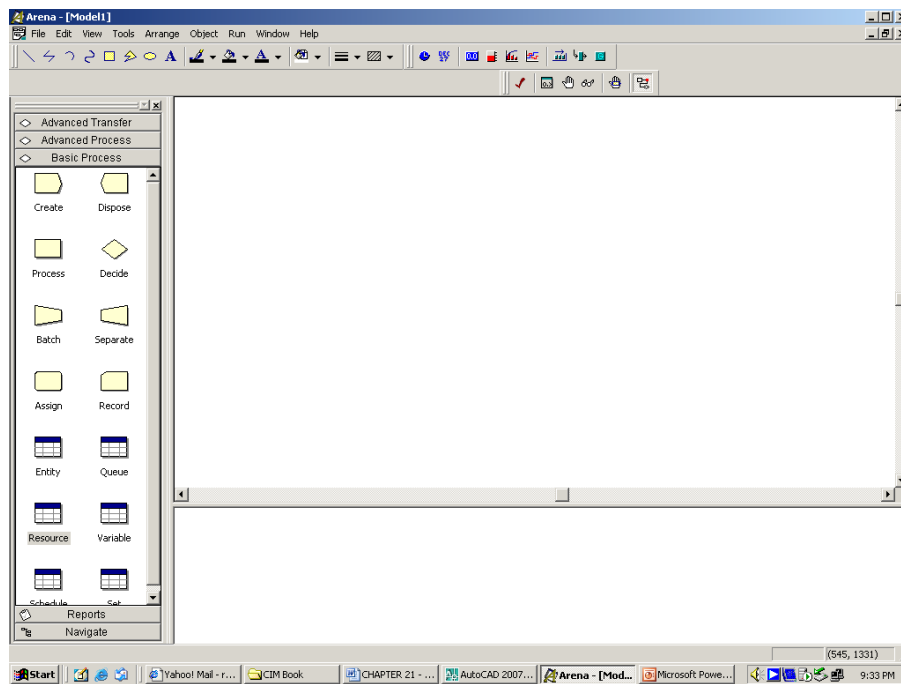 Arena - [Model1]
File Edit View Tools Arrange Object Run Window Help
A
Advanced Transfer
Advanced Process
Basic Process
Create Dispose
Process Decide
Batch Separate
Assign Record
Entity Queue
Resource Variable
Schedule Set
Reports
Navigate
(545, 1331)
Start Yahoo! Mail - r... CIM Book CHAPTER 21 - ... AutoCAD 2007... Arena - [Mod... Microsoft Powe... 9:33 PM